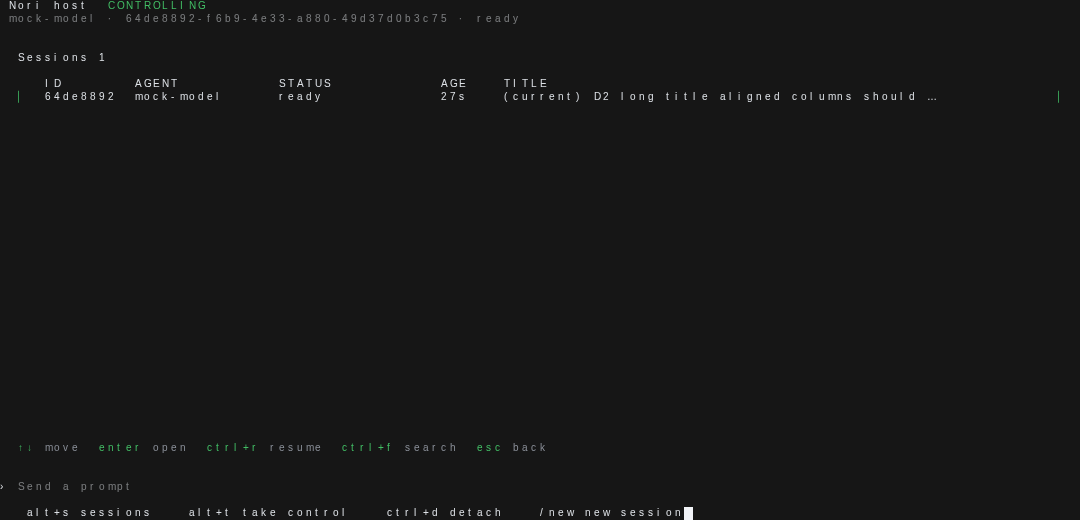 Nori host CONTROLLING
mock-model · 64de8892-f6b9-4e33-a880-49d37d0b3c75 · ready
Sessions 1
ID AGENT STATUS AGE TITLE
64de8892 mock-model ready 27s (current) D2 long title aligned columns should …
↑↓ move enter open ctrl+r resume ctrl+f search esc back
› Send a prompt
alt+s sessions alt+t take control ctrl+d detach /new new session